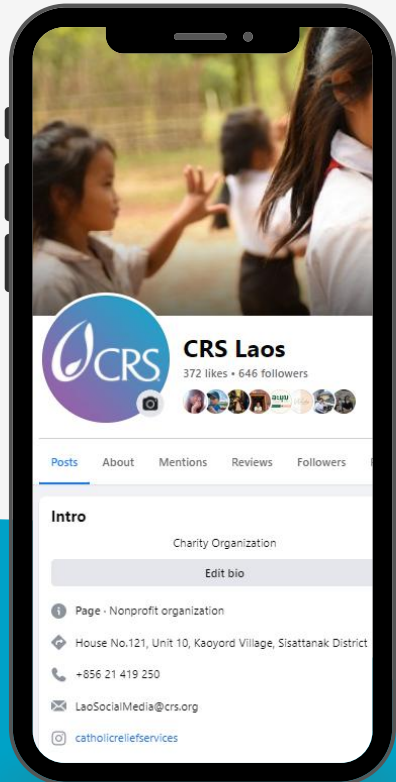 CRS
CRS Laos
372 likes • 646 followers
Posts About Mentions Reviews Followers
Intro
Charity Organization
Edit bio
Page · Nonprofit organization
House No.121, Unit 10, Kaoyord Village, Sisattanak District
+856 21 419 250
LaoSocialMedia@crs.org
catholicreliefservices